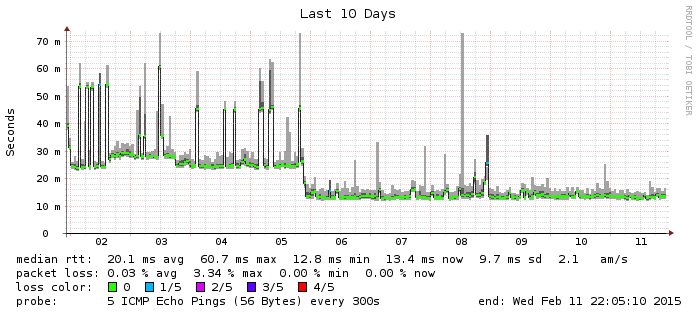 Last 10 Days
RRDTOOL / TOBI OETIKER
Seconds
70 m
60 m
50 m
40 m
30 m
20 m
10 m
0
02 03 04 05 06 07 08 09 10 11
median rtt: 20.1 ms avg 60.7 ms max 12.8 ms min 13.4 ms now 9.7 ms sd 2.1 am/s
packet loss: 0.03 % avg 3.34 % max 0.00 % min 0.00 % now
loss color: 0 1/5 2/5 3/5 4/5
probe: 5 ICMP Echo Pings (56 Bytes) every 300s end: Wed Feb 11 22:05:10 2015